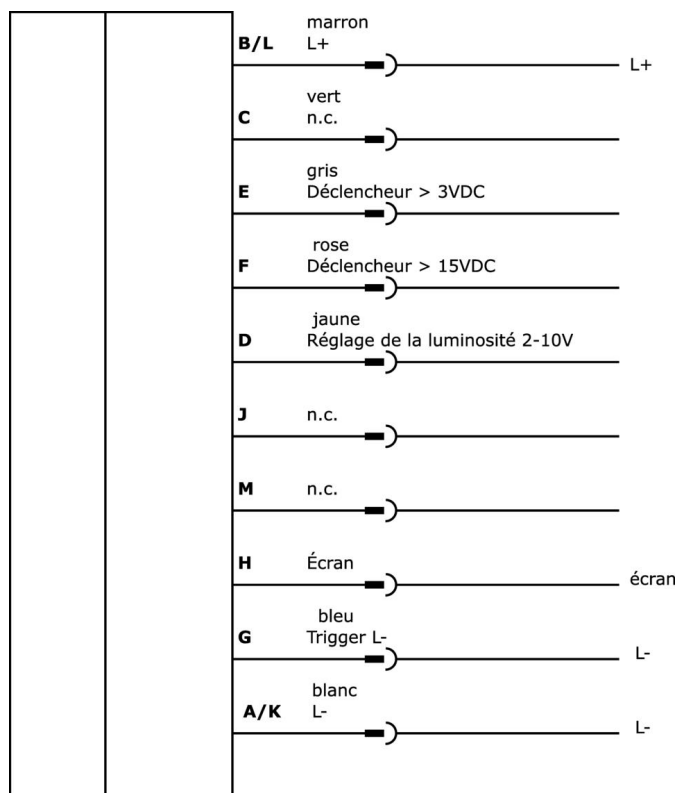 marron
B/L L+
L+
vert
C n.c.
gris
E Déclencheur > 3VDC
rose
F Déclencheur > 15VDC
jaune
D Réglage de la luminosité 2-10V
J n.c.
M n.c.
H Écran
écran
bleu
G Trigger L-
L-
blanc
A/K L-
L-